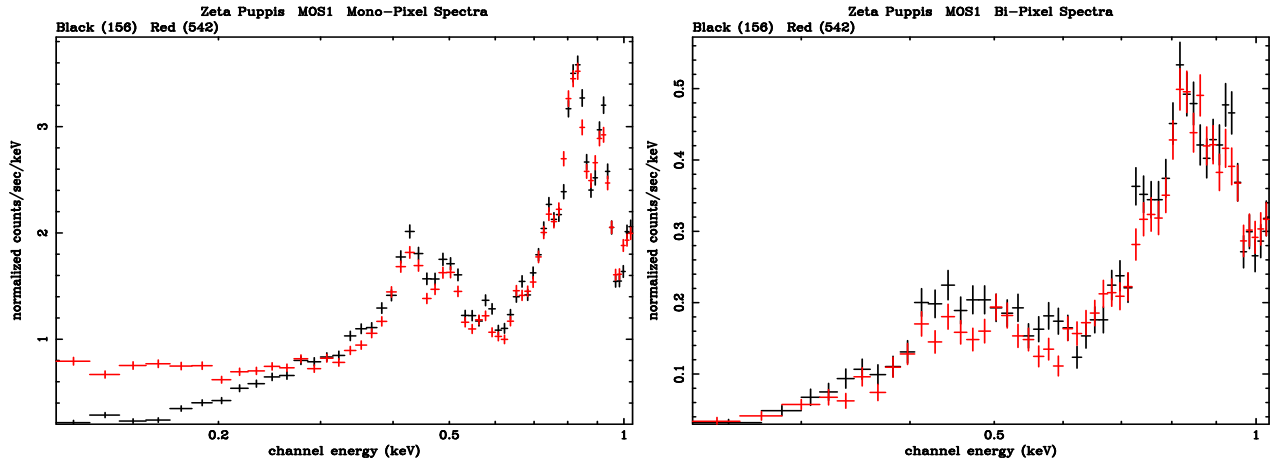 Zeta Puppis MOS1 Mono-Pixel Spectra
Black (156) Red (542)
normalized counts/sec/keV
3
2
1
0.2
0.5
1
channel energy (keV)
Zeta Puppis MOS1 Bi-Pixel Spectra
Black (156) Red (542)
normalized counts/sec/keV
0.5
0.4
0.3
0.2
0.1
0.5
1
channel energy (keV)